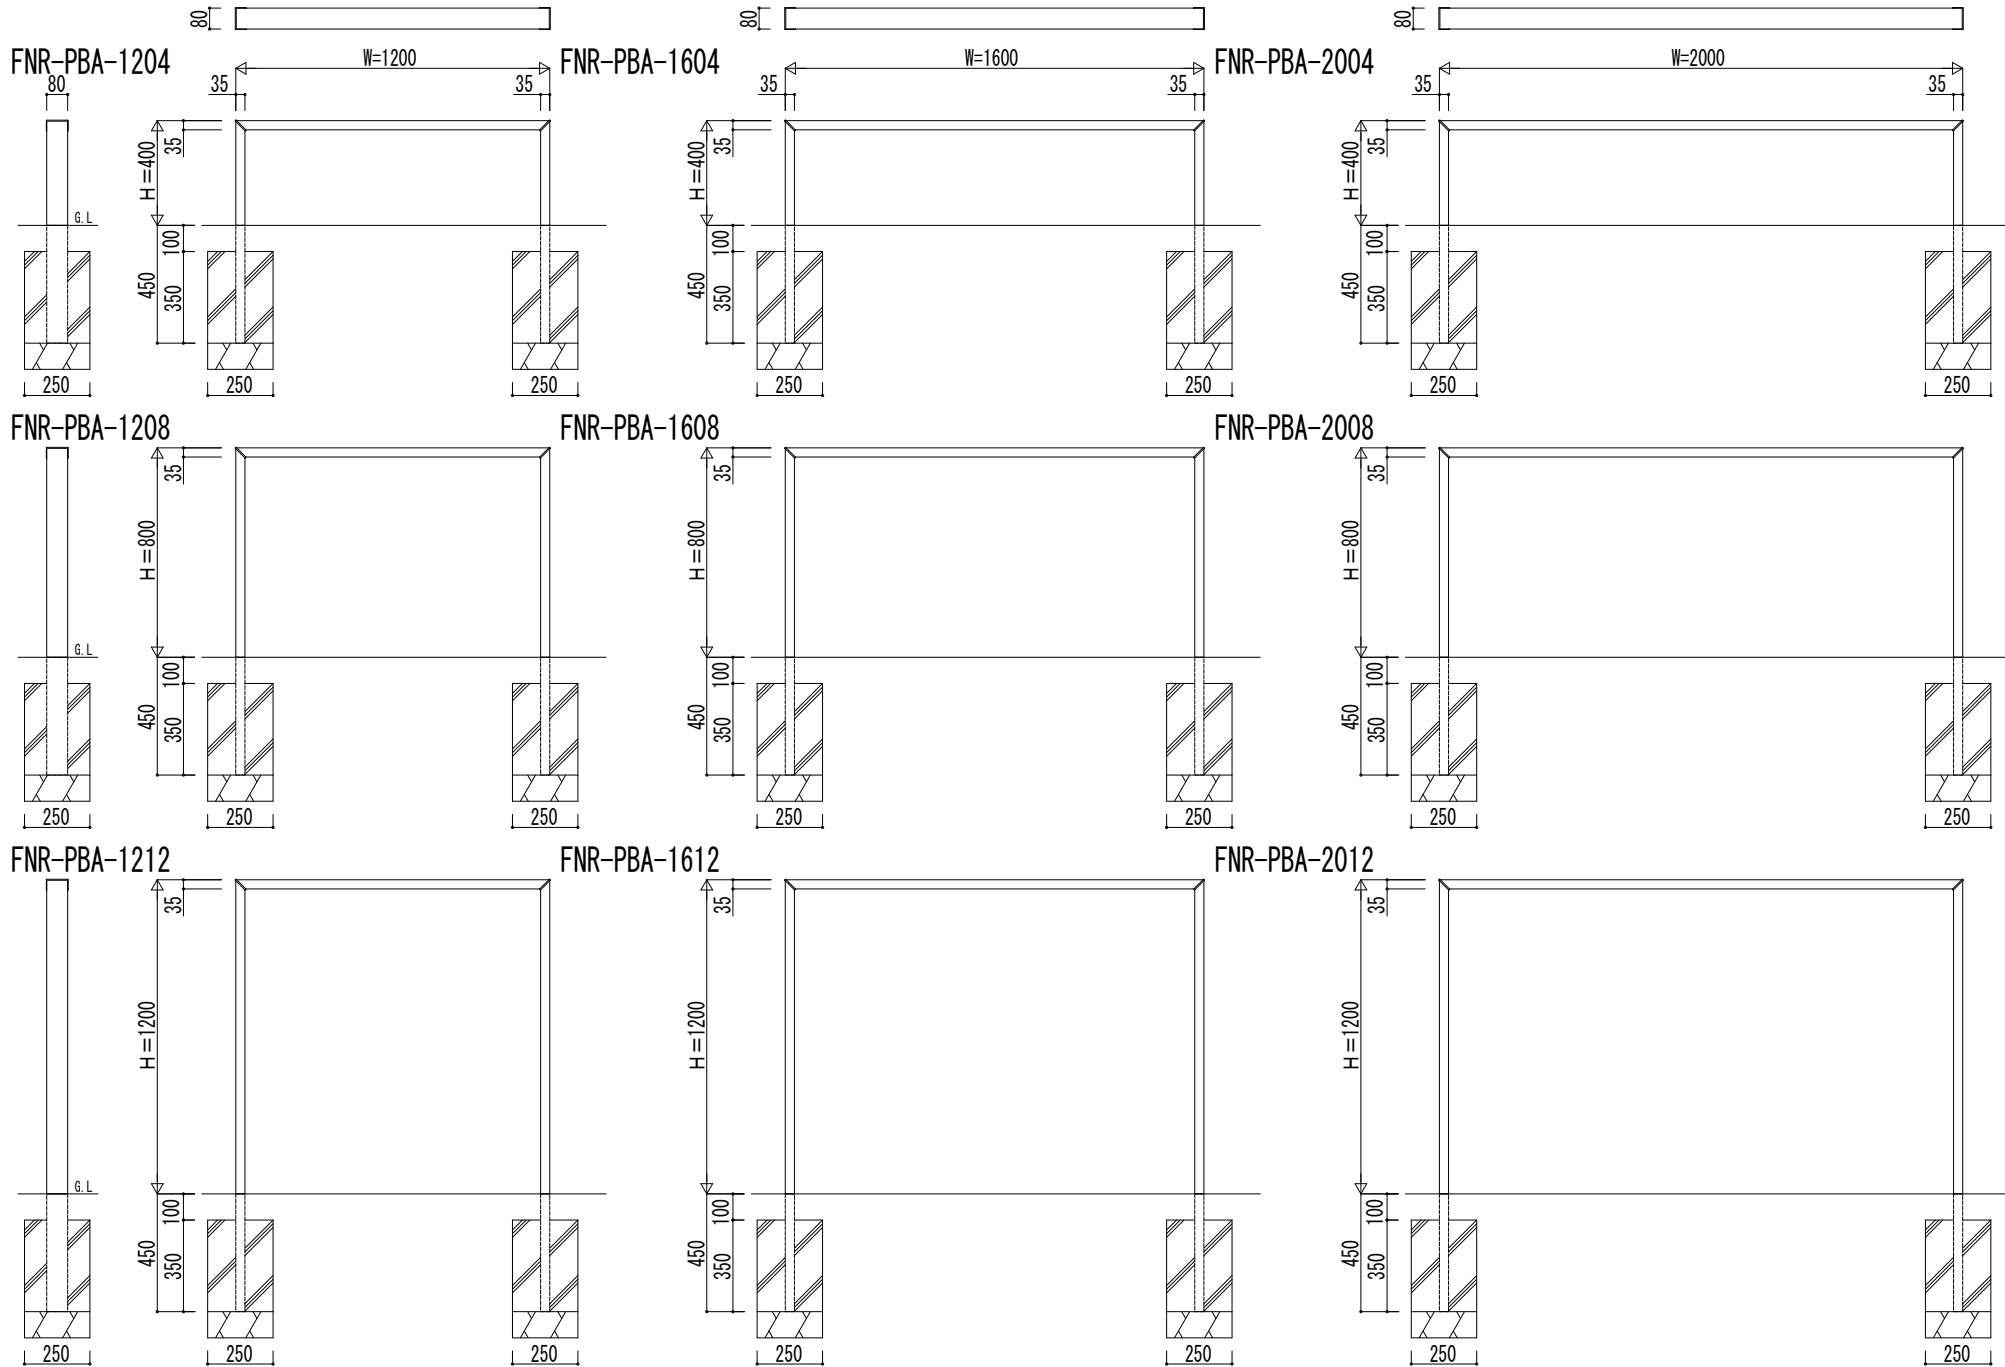 80
80
80
FNR-PBA-1204
W=1200
FNR-PBA-1604
W=1600
FNR-PBA-2004
W=2000
80
35
35
35
35
35
35
H=400
35
H=400
35
H=400
35
G.L
450
100
350
450
100
350
450
100
350
250
250
250
250
250
250
250
FNR-PBA-1208
FNR-PBA-1608
FNR-PBA-2008
H=800
35
H=800
35
H=800
35
G.L
450
100
350
450
100
350
450
100
350
250
250
250
250
250
250
250
FNR-PBA-1212
FNR-PBA-1612
FNR-PBA-2012
H=1200
35
H=1200
35
H=1200
35
G.L
450
100
350
450
100
350
450
100
350
250
250
250
250
250
250
250